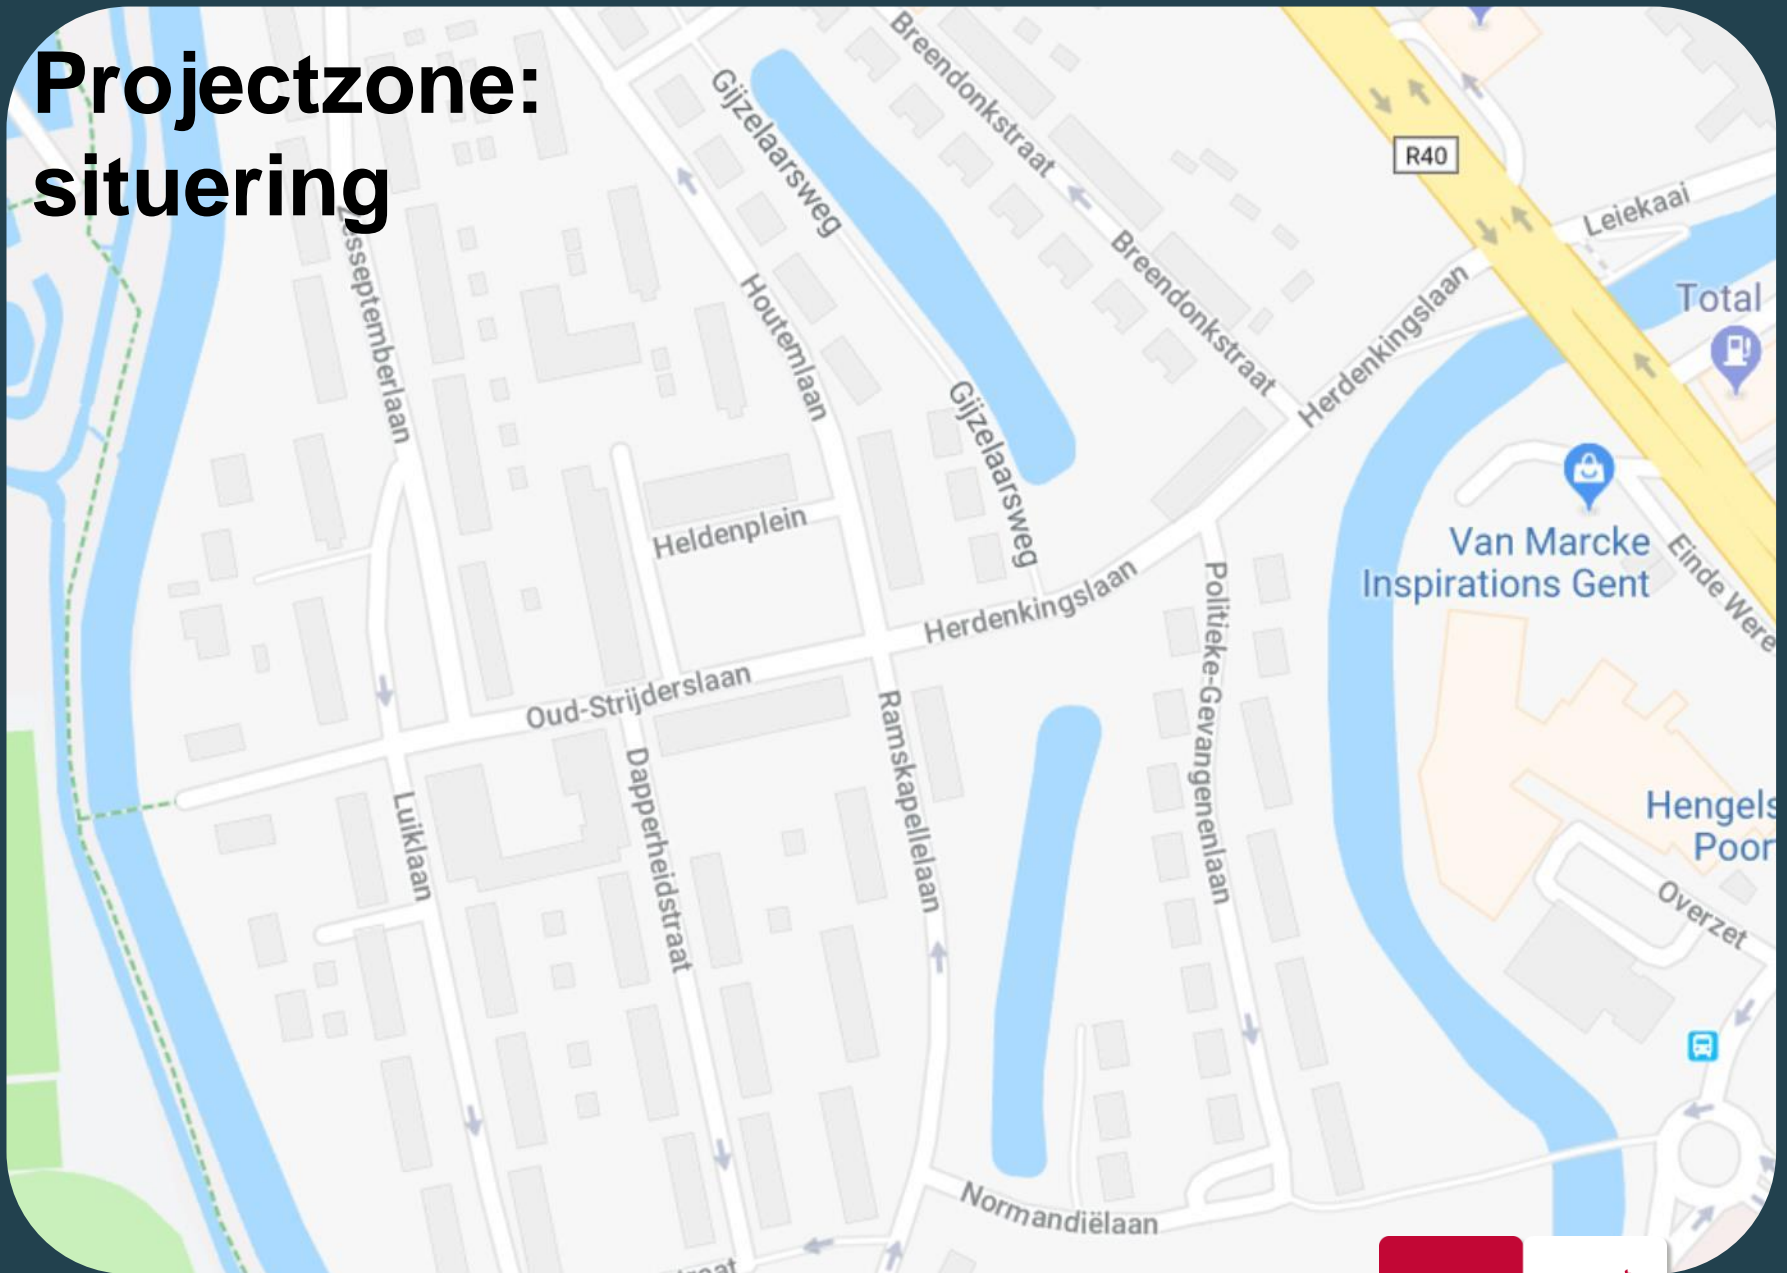 Projectzone:
situering
Breendonkstraat
Gijzelaarsweg
R40
Leiekaai
Breendonkstraat
Herdenkingslaan
Total
Houtemlaan
Gijzelaarsweg
Heldenplein
Van Marcke
Inspirations Gent
Einde Were
Herdenkingslaan
Politieke-Gevangenenlaan
Oud-Strijderslaan
Ramskapellelaan
Dapperheidstraat
Luiklaan
Hengels
Poor
Overzet
Normandiëlaan